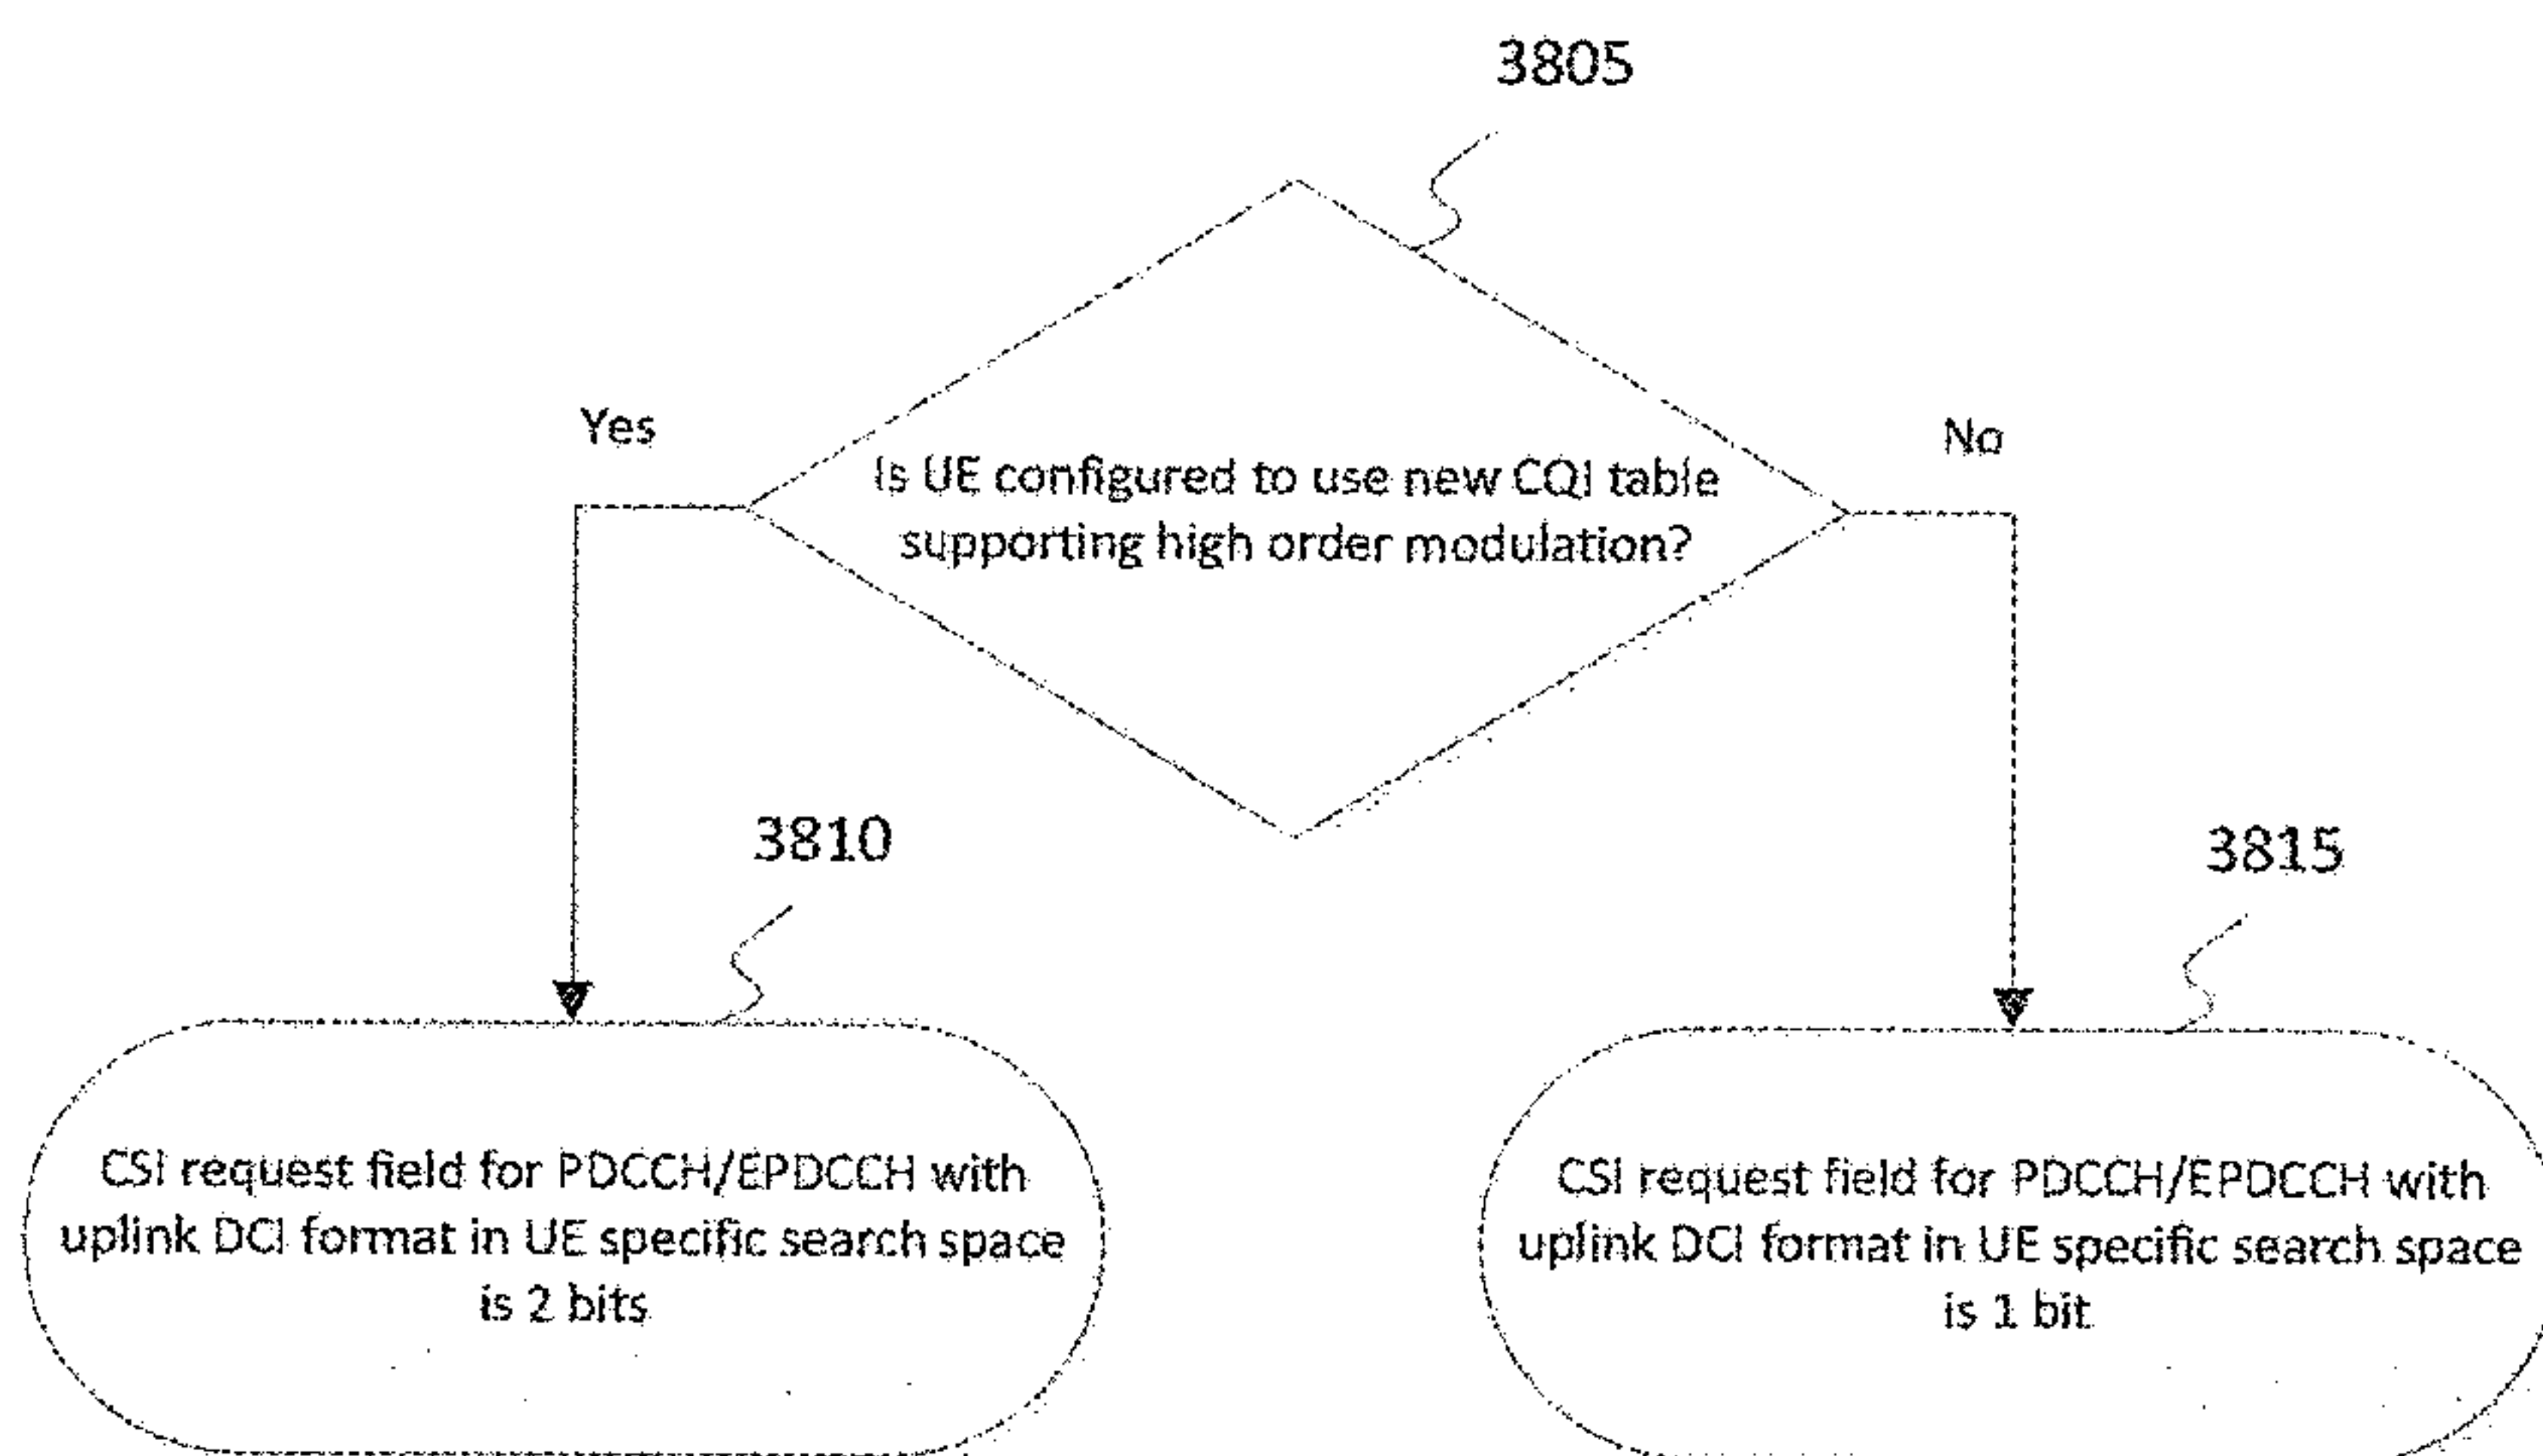 3805
Yes
No
Is UE configured to use new CQI table
supporting high order modulation?
3810
3815
CSI request field for PDCCH/EPDCCH with
uplink DCI format in UE specific search space
is 2 bits
CSI request field for PDCCH/EPDCCH with
uplink DCI format in UE specific search space
is 1 bit